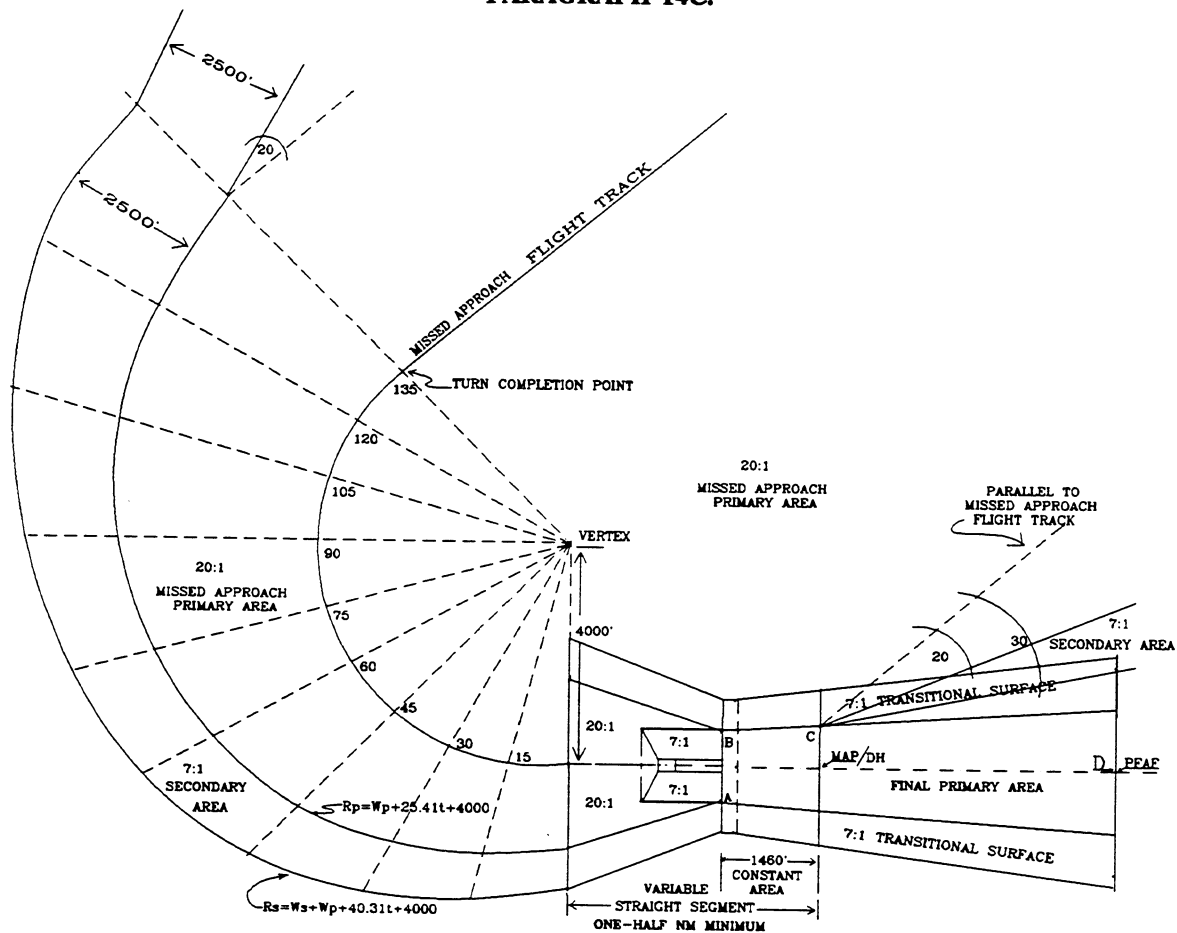 2500'
20
2500'
MISSED APPROACH FLIGHT TRACK
135
TURN COMPLETION POINT
120
105
20:1
MISSED APPROACH
PRIMARY AREA
PARALLEL TO
MISSED APPROACH
FLIGHT TRACK
VERTEX
90
20:1
MISSED APPROACH
PRIMARY AREA
75
4000'
60
20
30
7:1
SECONDARY AREA
45
7:1 TRANSITIONAL SURFACE
30
15
20:1
7:1
B
C
MAP/DH
D
PFAF
7:1
SECONDARY
AREA
7:1
A
FINAL PRIMARY AREA
20:1
Rp=Wp+25.41t+4000
7:1 TRANSITIONAL SURFACE
1460'
CONSTANT
AREA
VARIABLE
STRAIGHT SEGMENT
ONE-HALF NM MINIMUM
Rs=Ws+Wp+40.31t+4000